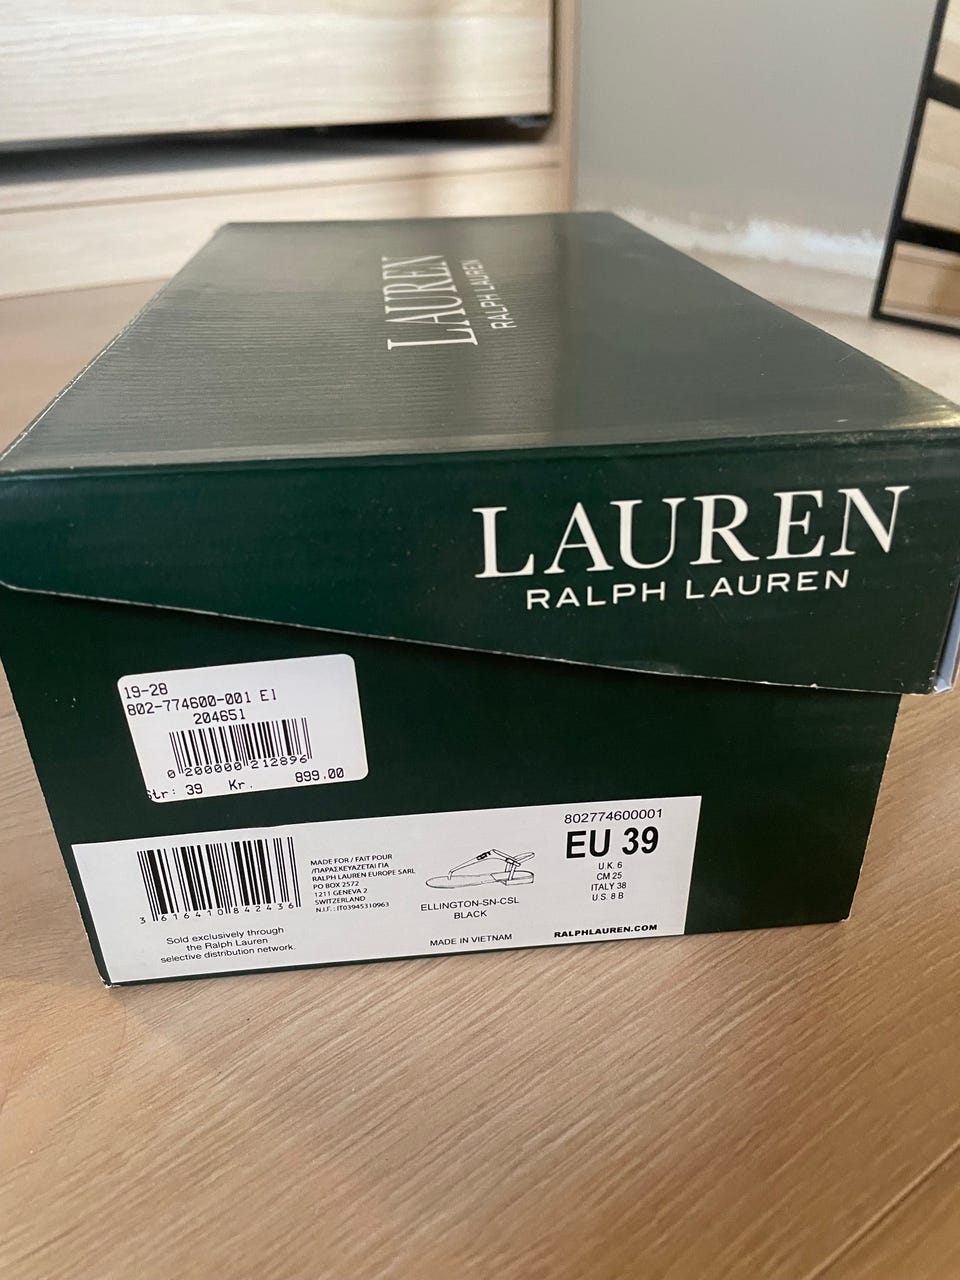 LAUREN
RALPH LAUREN
LAUREN
RALPH LAUREN
19-28
802-774600-001 E1
204651
0 200000 212896
Str: 39 Kr. 899.00
802774600001
EU 39
U.K. 6
CM 25
ITALY 38
U.S. 8 B
3 616410 842436
MADE FOR / FAIT POUR
/ΠΑΡΑΣΚΕΥΑΖΕΤΑΙ ΓΙΑ
RALPH LAUREN EUROPE SARL
PO BOX 2572
1211 GENEVA 2
SWITZERLAND
N.I.F.: IT03945310963
ELLINGTON-SN-CSL
BLACK
Sold exclusively through
the Ralph Lauren
selective distribution network.
MADE IN VIETNAM
RALPHLAUREN.COM